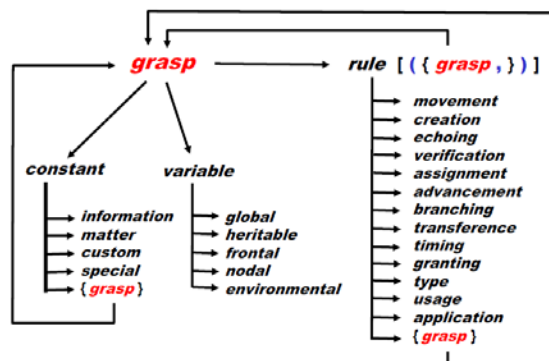 grasp
rule [ ( { grasp , } ) ]
movement
creation
echoing
verification
assignment
advancement
branching
transference
timing
granting
type
usage
application
{ grasp }
constant
information
matter
custom
special
{ grasp }
variable
global
heritable
frontal
nodal
environmental